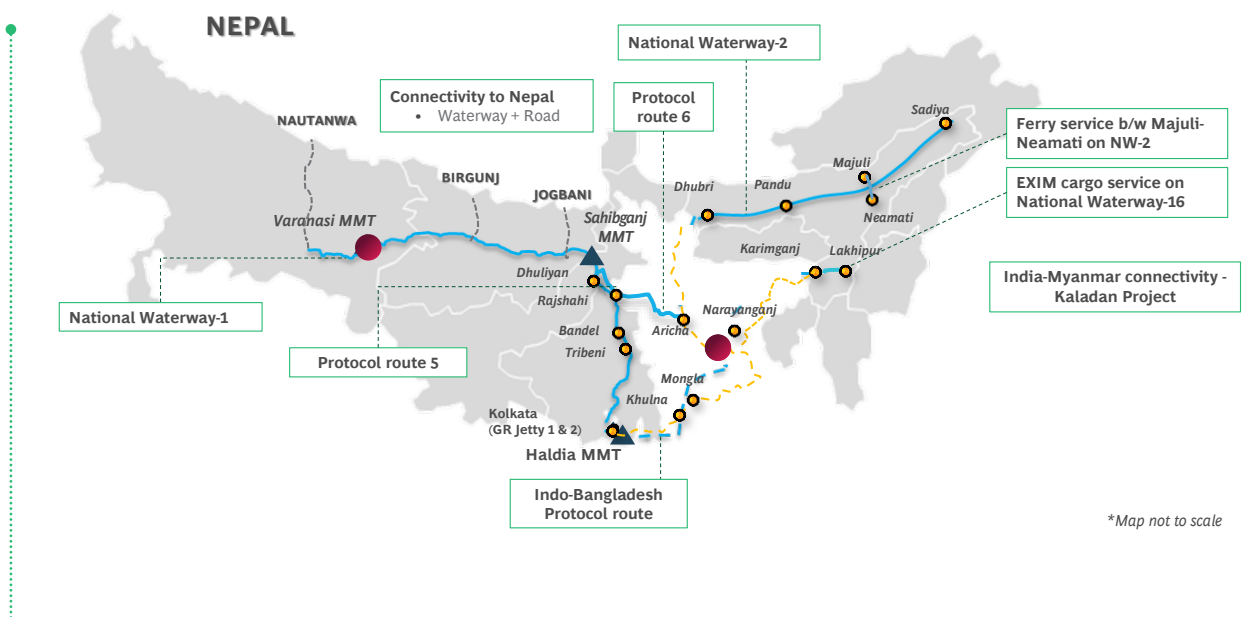 NEPAL
National Waterway-2
Connectivity to Nepal
• Waterway + Road
Protocol
route 6
Sadiya
Ferry service b/w Majuli-
Neamati on NW-2
NAUTANWA
Majuli
EXIM cargo service on
National Waterway-16
BIRGUNJ
JOGBANI
Dhubri
Pandu
Neamati
Varanasi MMT
Sahibganj
MMT
Karimganj
Lakhipur
India-Myanmar connectivity -
Kaladan Project
Dhuliyan
Rajshahi
National Waterway-1
Narayanganj
Bandel
Aricha
Tribeni
Protocol route 5
Mongla
Khulna
Kolkata
(GR Jetty 1 & 2)
Haldia MMT
Indo-Bangladesh
Protocol route
*Map not to scale